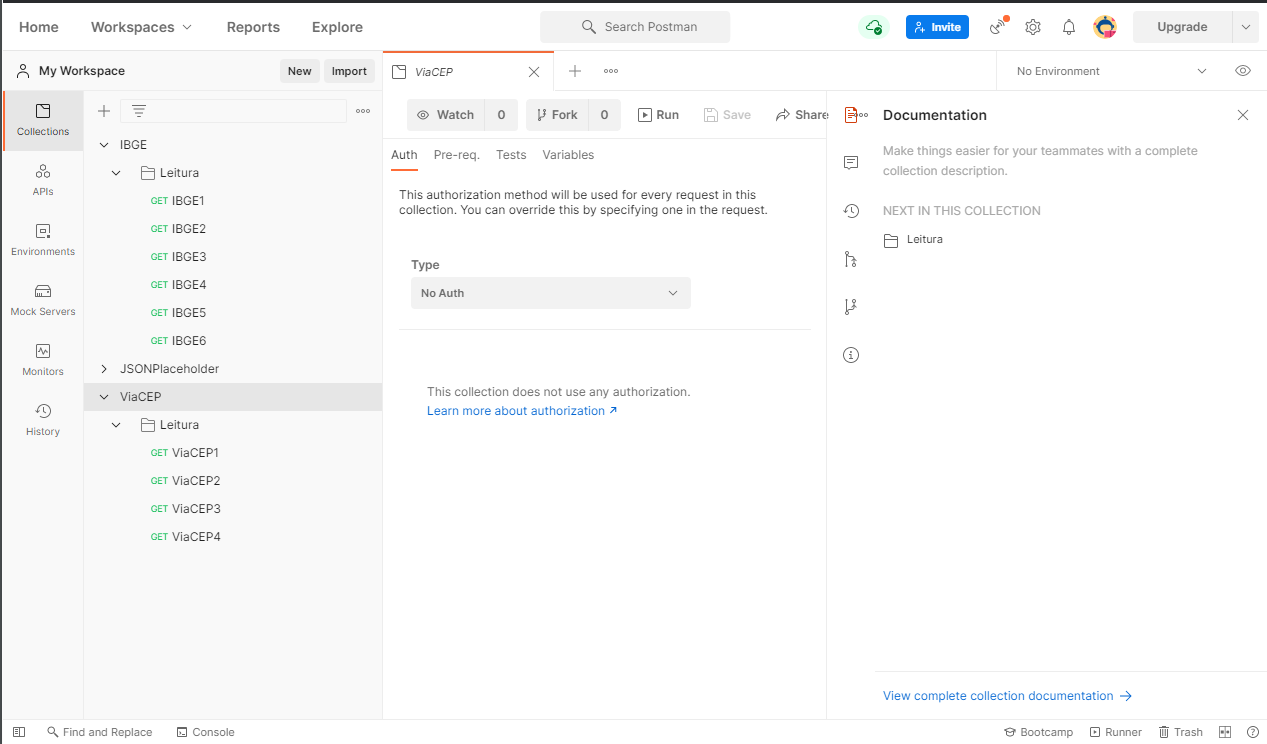 Home Workspaces Reports Explore Search Postman Invite Upgrade
My Workspace New Import ViaCEP No Environment
Collections
APIs
Environments
Mock Servers
Monitors
History
IBGE
Leitura
GET IBGE1
GET IBGE2
GET IBGE3
GET IBGE4
GET IBGE5
GET IBGE6
JSONPlaceholder
ViaCEP
Leitura
GET ViaCEP1
GET ViaCEP2
GET ViaCEP3
GET ViaCEP4
Watch 0 Fork 0 Run Save Share
Auth Pre-req. Tests Variables
This authorization method will be used for every request in this
collection. You can override this by specifying one in the request.
Type
No Auth
This collection does not use any authorization.
Learn more about authorization
Documentation
Make things easier for your teammates with a complete
collection description.
NEXT IN THIS COLLECTION
Leitura
View complete collection documentation
Find and Replace Console Bootcamp Runner Trash